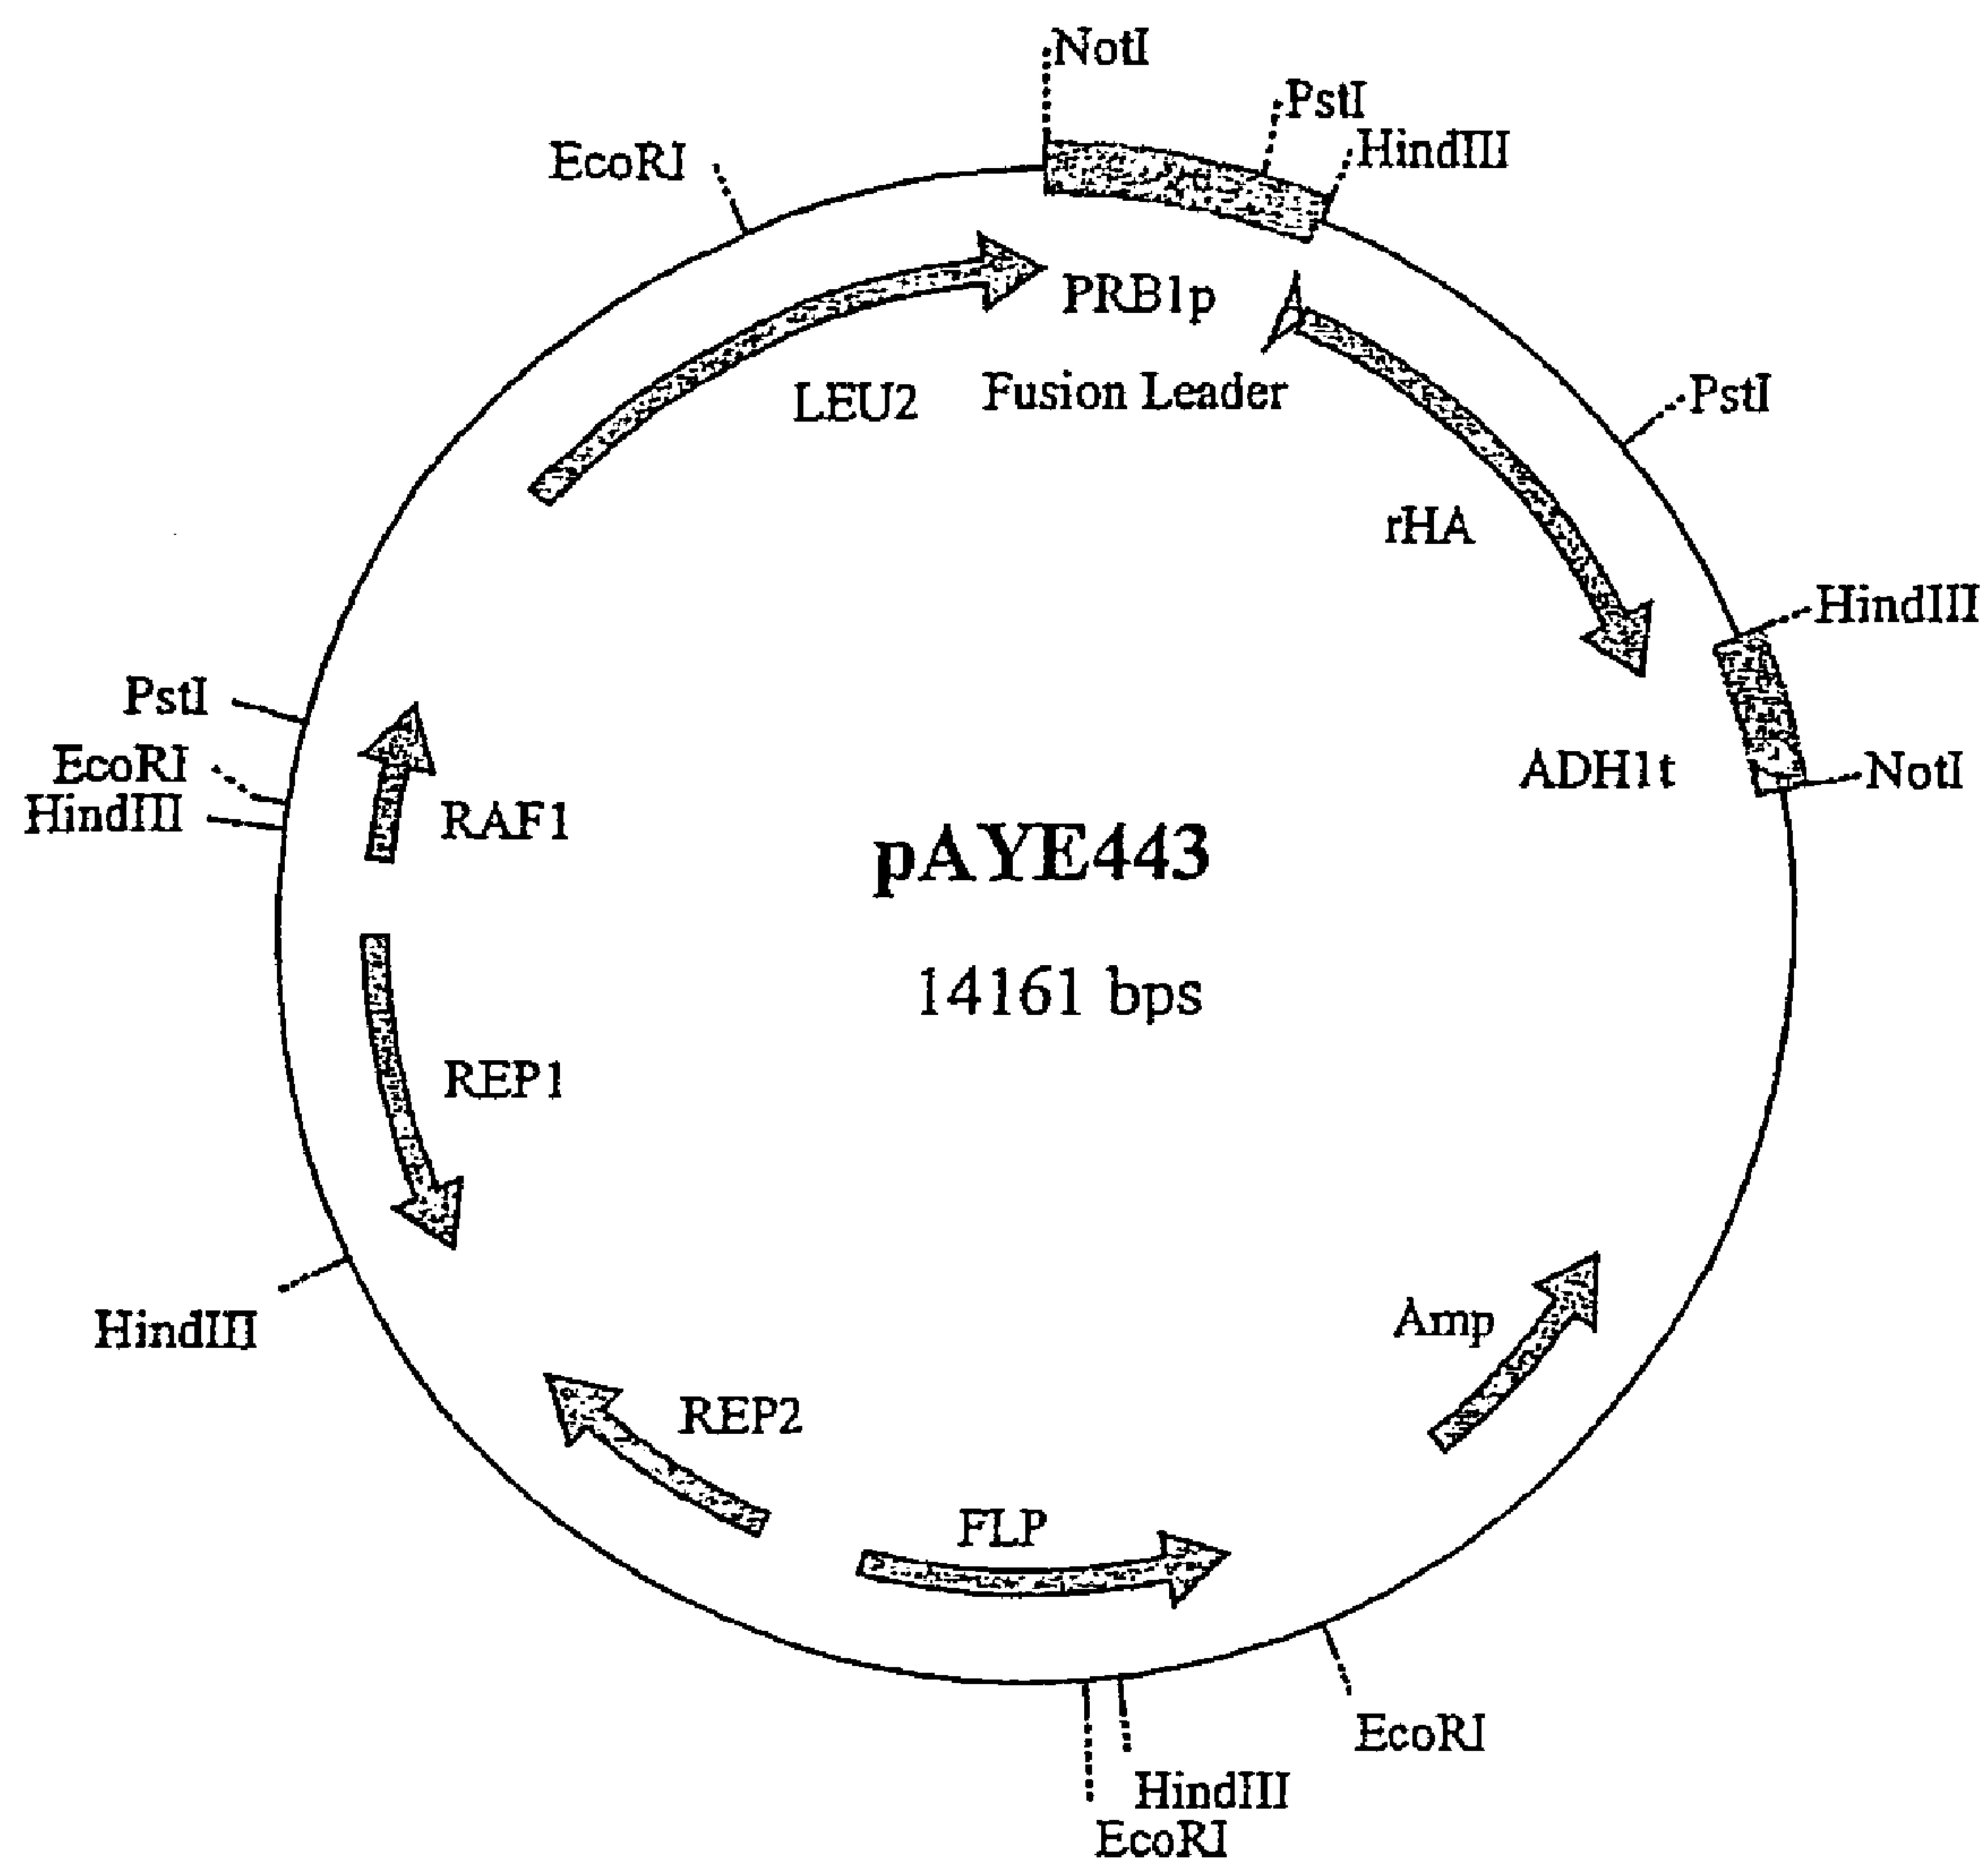 NotI
PstI
HindIII
EcoRI
PRB1p
LEU2
Fusion Leader
PstI
rHA
HindIII
PstI
EcoRI
HindIII
RAF1
ADH1t
NotI
pAYE443
14161 bps
REP1
HindIII
Amp
REP2
FLP
EcoRI
HindIII
EcoRI